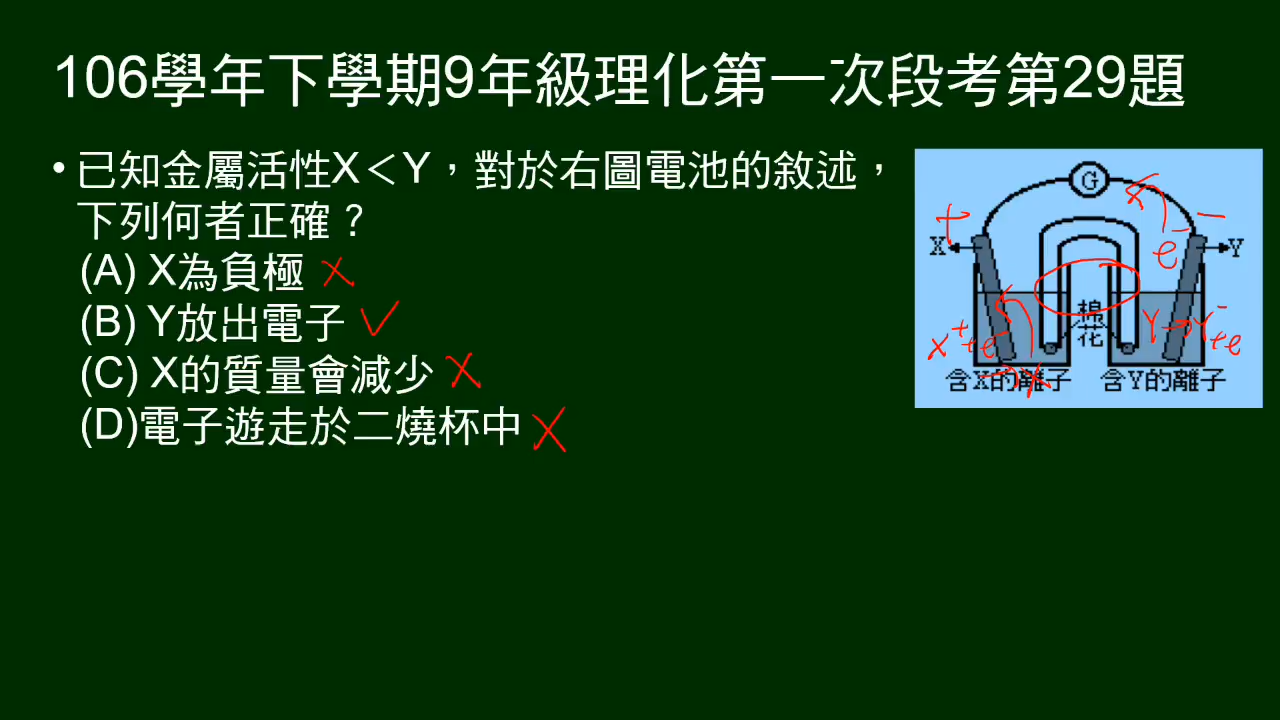 106學年下學期9年級理化第一次段考第29題
•已知金屬活性X＜Y，對於右圖電池的敘述，
下列何者正確？
(A) X為負極
(B) Y放出電子
(C) X的質量會減少
(D)電子遊走於二燒杯中
G
+
-
e⁻
X
Y
棉
花
X⁺+e⁻
→X
Y→Y⁻+e
含X的離子
含Y的離子